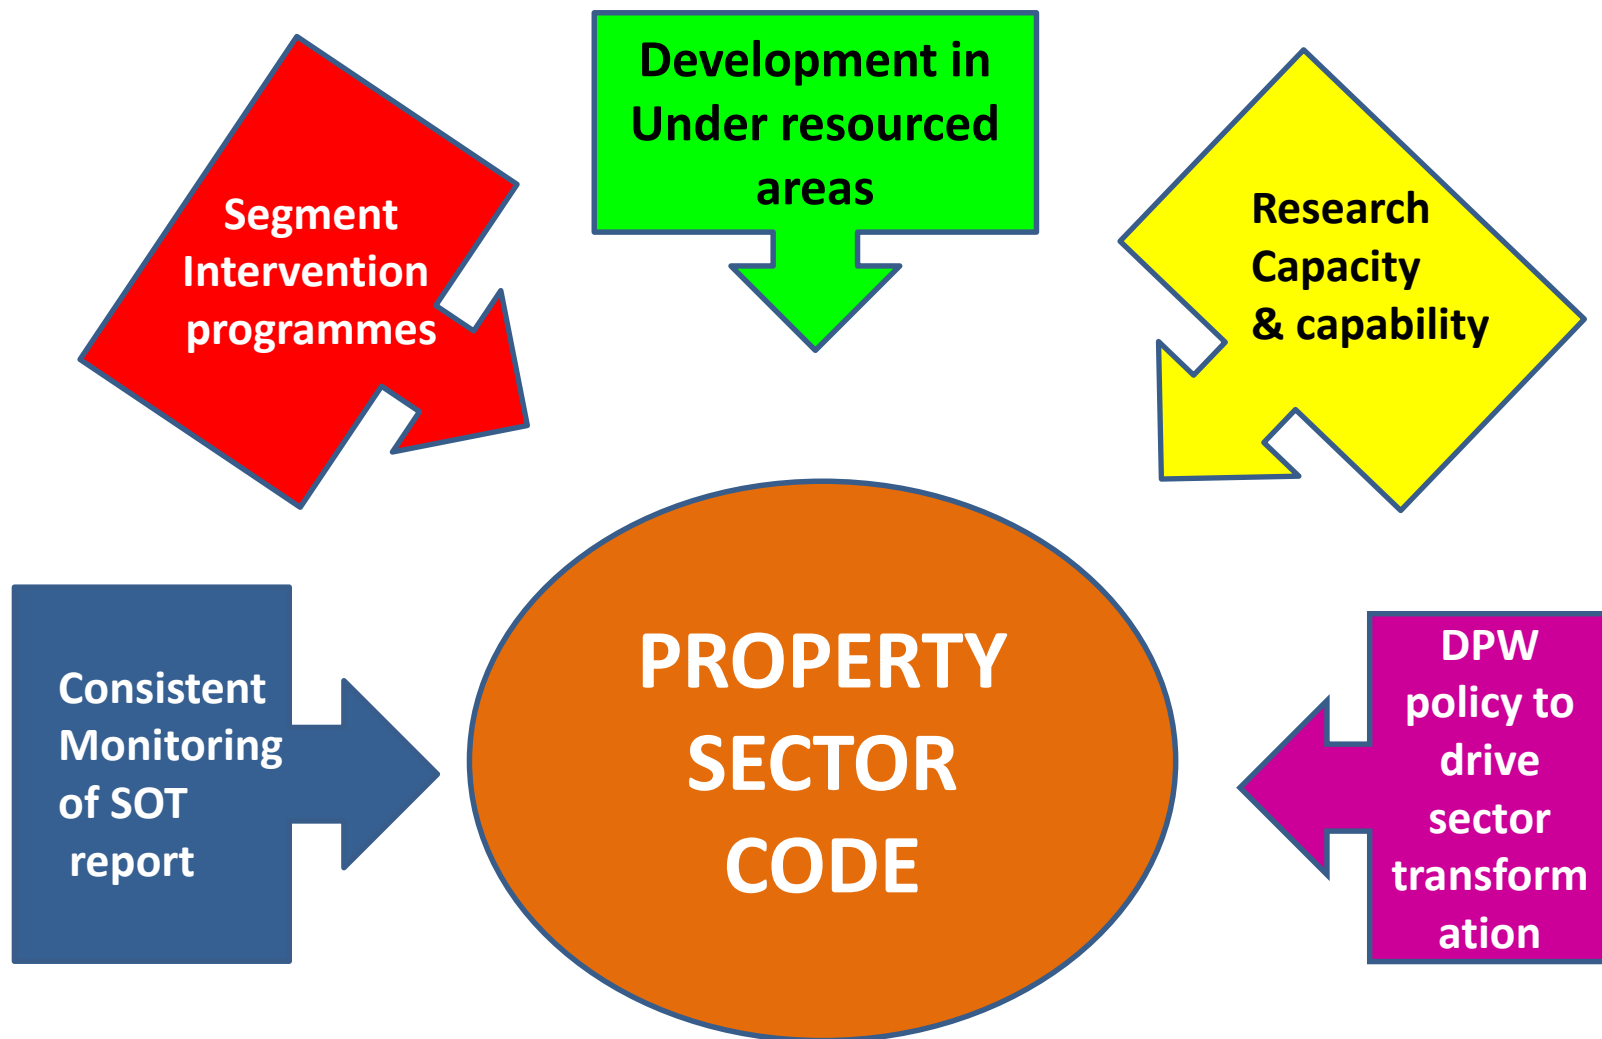 Development in
Under resourced
areas
Segment
Intervention
programmes
Research
Capacity
& capability
Consistent
Monitoring
of SOT
report
PROPERTY
SECTOR
CODE
DPW
policy to
drive
sector
transform
ation